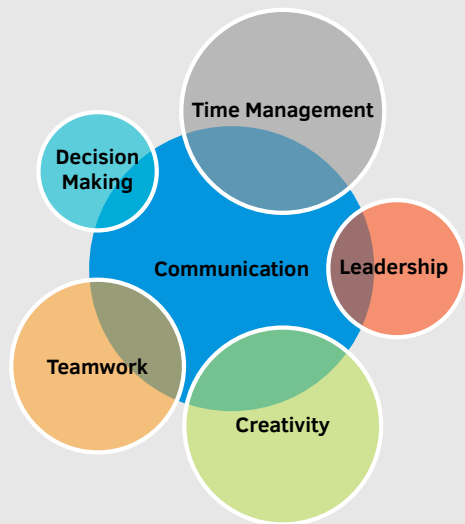 Time Management
Decision
Making
Communication
Leadership
Teamwork
Creativity